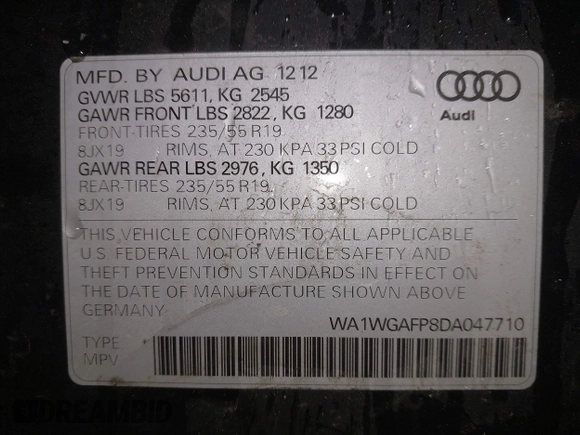 MFD. BY AUDI AG 12 12
GVWR LBS 5611, KG 2545
GAWR FRONT LBS 2822, KG 1280
FRONT-TIRES 235/55 R19
8JX19 RIMS, AT 230 KPA 33 PSI COLD
GAWR REAR LBS 2976, KG 1350
REAR-TIRES 235/55 R19
8JX19 RIMS, AT 230 KPA 33 PSI COLD
Audi
THIS VEHICLE CONFORMS TO ALL APPLICABLE
U.S. FEDERAL MOTOR VEHICLE SAFETY AND
THEFT PREVENTION STANDARDS IN EFFECT ON
THE DATE OF MANUFACTURE SHOWN ABOVE
GERMANY
WA1WGAFP8DA047710
TYPE
MPV
DREAMBID